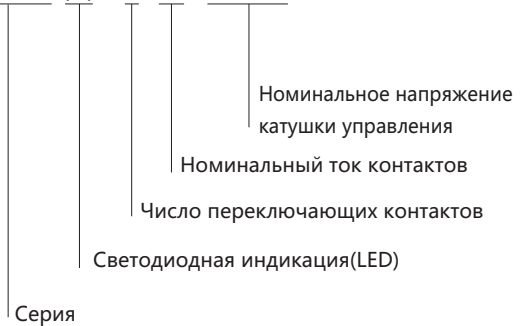 Номинальное напряжение
катушки управления
Номинальный ток контактов
Число переключающих контактов
Светодиодная индикация(LED)
Серия